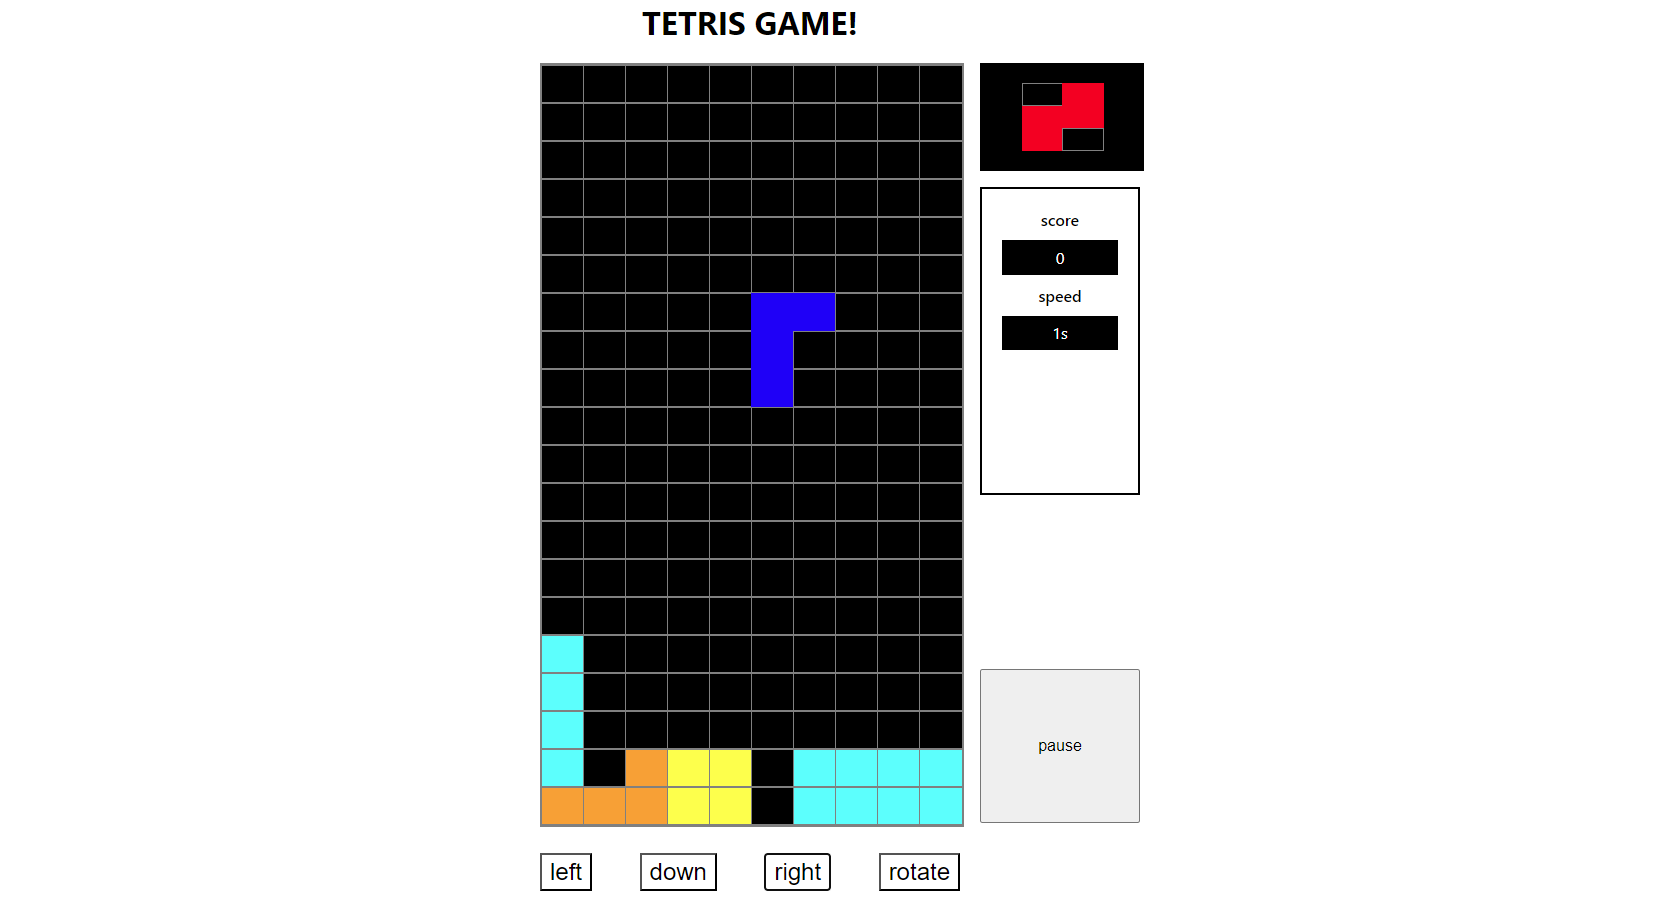 TETRIS GAME!
score
0
speed
1s
pause
left
down
right
rotate